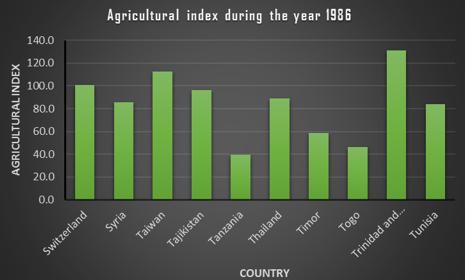 Agricultural index during the year 1986
AGRICULTURAL INDEX
140.0
120.0
100.0
80.0
60.0
40.0
20.0
0.0
Switzerland
Syria
Taiwan
Tajikistan
Tanzania
Thailand
Timor
Togo
Trinidad and...
Tunisia
COUNTRY